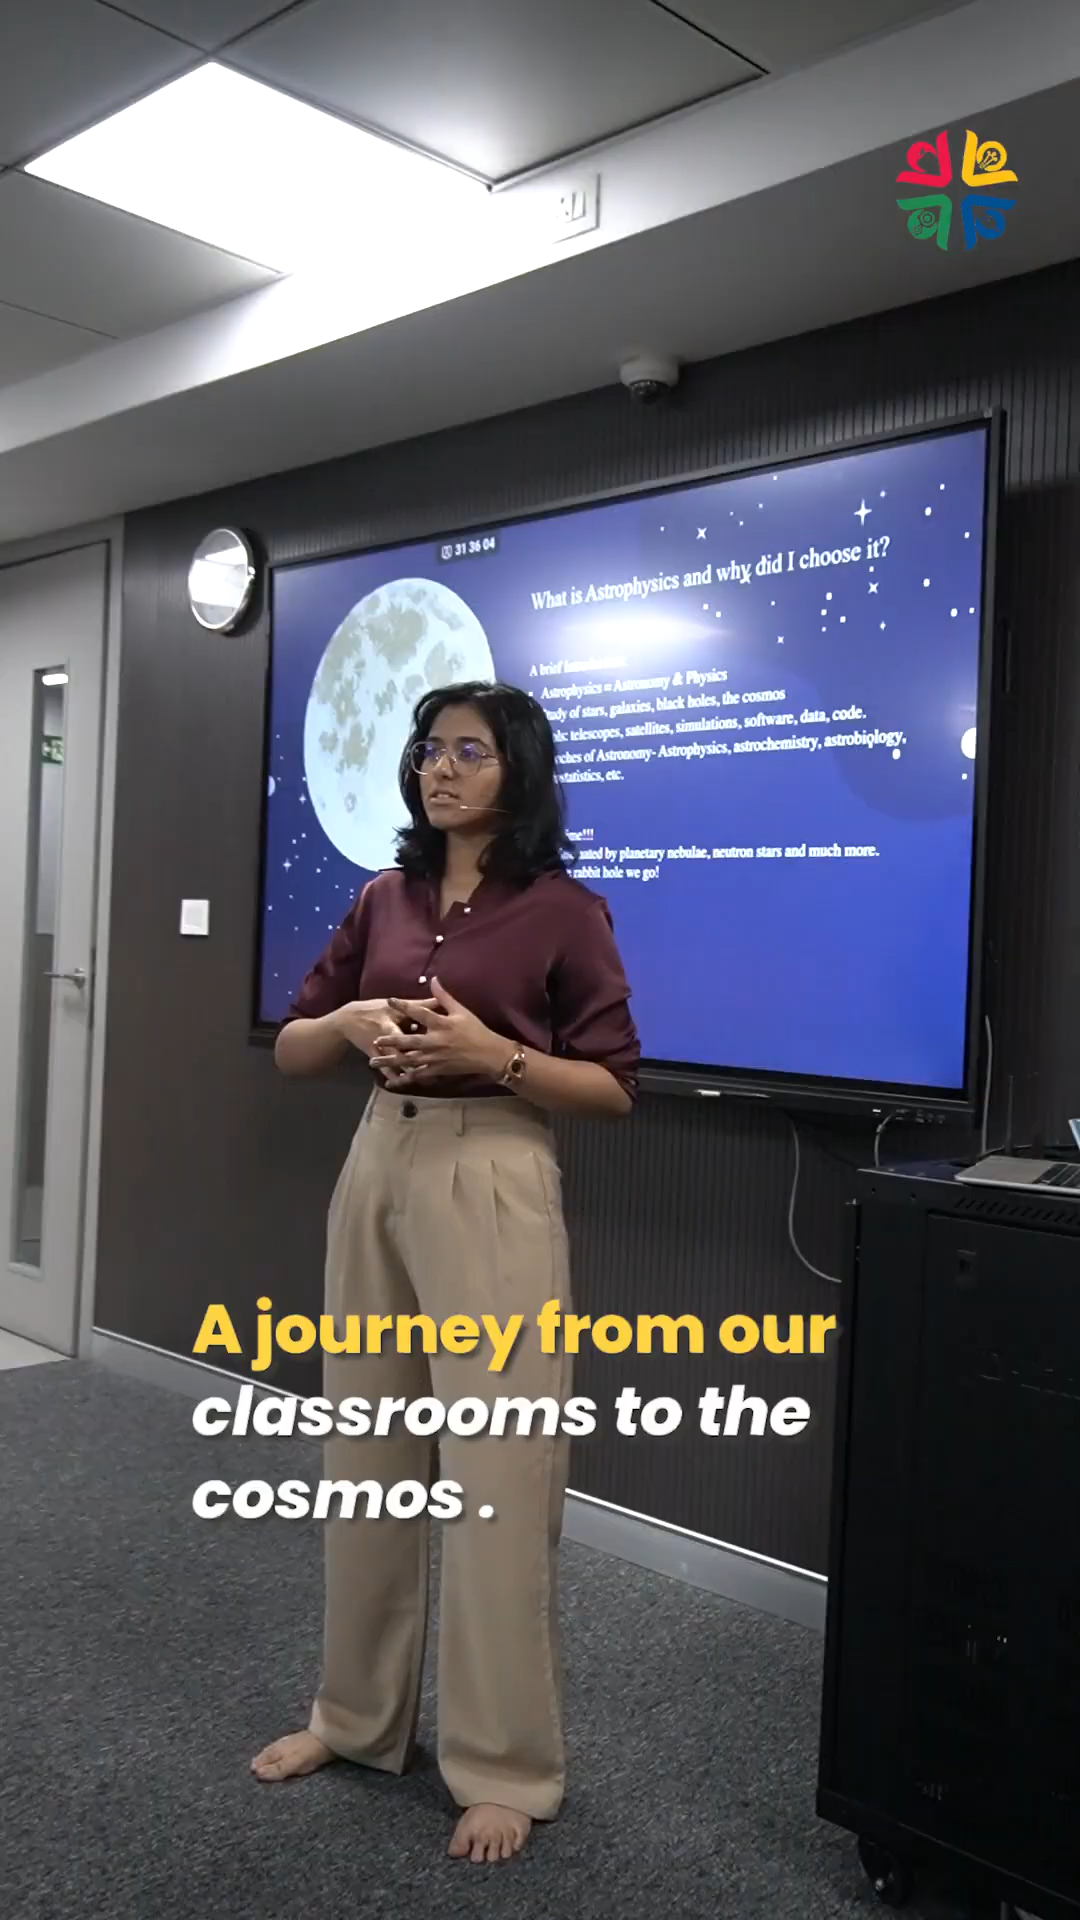 31 36 04
What is Astrophysics and why did I choose it?
A brief
Astrophysics = Astronomy & Physics
of stars, galaxies, black holes, the cosmos
telescopes, satellites, simulations, software, data, code.
of Astronomy- Astrophysics, astrochemistry, astrobiology,
statistics, etc.
by planetary nebulae, neutron stars and much more.
rabbit hole we go!
A journey from our
classrooms to the
cosmos .